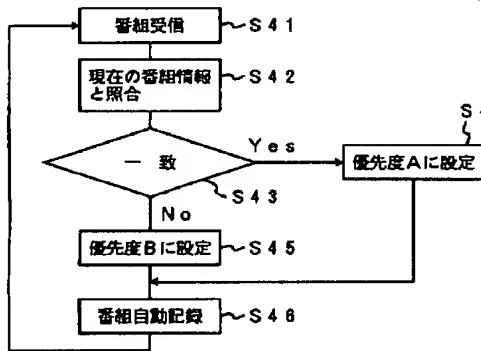 番組受信 S41
現在の番組情報
と照合 S42
一致 Yes
S43
優先度Aに設定
No
優先度Bに設定 S45
番組自動記録 S46